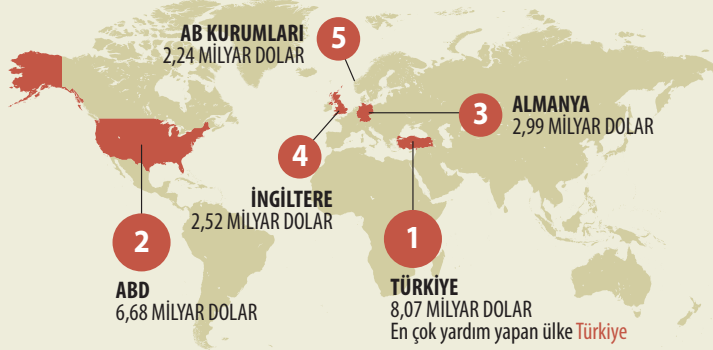 AB KURUMLARI
2,24 MİLYAR DOLAR
5
3
ALMANYA
2,99 MİLYAR DOLAR
4
İNGİLTERE
2,52 MİLYAR DOLAR
2
ABD
6,68 MİLYAR DOLAR
1
TÜRKİYE
8,07 MİLYAR DOLAR
En çok yardım yapan ülke Türkiye